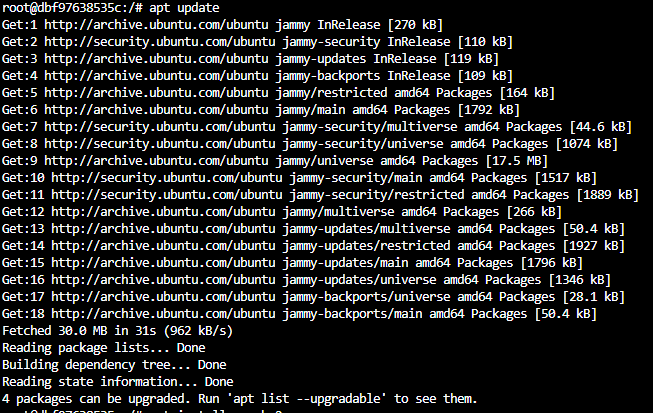 root@dbf97638535c:/# apt update
Get:1 http://archive.ubuntu.com/ubuntu jammy InRelease [270 kB]
Get:2 http://security.ubuntu.com/ubuntu jammy-security InRelease [110 kB]
Get:3 http://archive.ubuntu.com/ubuntu jammy-updates InRelease [119 kB]
Get:4 http://archive.ubuntu.com/ubuntu jammy-backports InRelease [109 kB]
Get:5 http://archive.ubuntu.com/ubuntu jammy/restricted amd64 Packages [164 kB]
Get:6 http://archive.ubuntu.com/ubuntu jammy/main amd64 Packages [1792 kB]
Get:7 http://security.ubuntu.com/ubuntu jammy-security/multiverse amd64 Packages [44.6 kB]
Get:8 http://security.ubuntu.com/ubuntu jammy-security/universe amd64 Packages [1074 kB]
Get:9 http://archive.ubuntu.com/ubuntu jammy/universe amd64 Packages [17.5 MB]
Get:10 http://security.ubuntu.com/ubuntu jammy-security/main amd64 Packages [1517 kB]
Get:11 http://security.ubuntu.com/ubuntu jammy-security/restricted amd64 Packages [1889 kB]
Get:12 http://archive.ubuntu.com/ubuntu jammy/multiverse amd64 Packages [266 kB]
Get:13 http://archive.ubuntu.com/ubuntu jammy-updates/multiverse amd64 Packages [50.4 kB]
Get:14 http://archive.ubuntu.com/ubuntu jammy-updates/restricted amd64 Packages [1927 kB]
Get:15 http://archive.ubuntu.com/ubuntu jammy-updates/main amd64 Packages [1796 kB]
Get:16 http://archive.ubuntu.com/ubuntu jammy-updates/universe amd64 Packages [1346 kB]
Get:17 http://archive.ubuntu.com/ubuntu jammy-backports/universe amd64 Packages [28.1 kB]
Get:18 http://archive.ubuntu.com/ubuntu jammy-backports/main amd64 Packages [50.4 kB]
Fetched 30.0 MB in 31s (962 kB/s)
Reading package lists... Done
Building dependency tree... Done
Reading state information... Done
4 packages can be upgraded. Run 'apt list --upgradable' to see them.